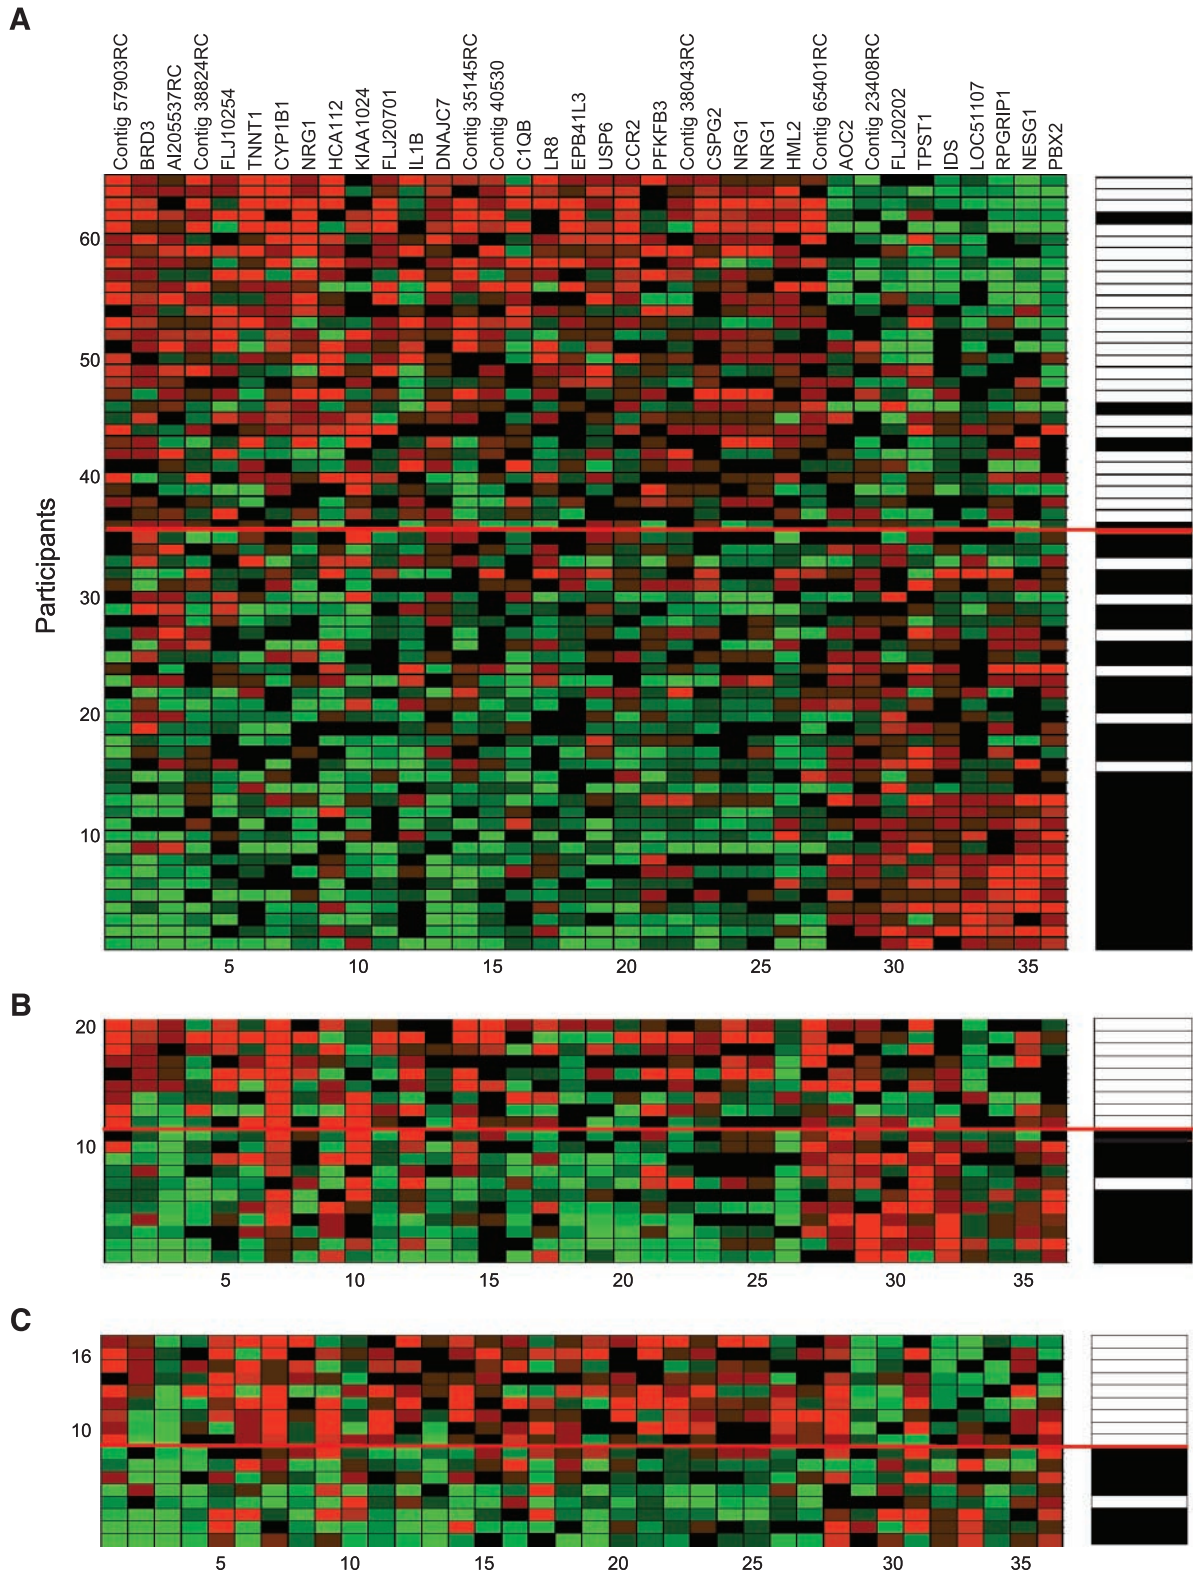 A
Contig 57903RC
BRD3
AI205537RC
Contig 38824RC
FLJ10254
TNNT1
CYP1B1
NRG1
HCA112
KIAA1024
FLJ20701
IL1B
DNAJC7
Contig 35145RC
Contig 40530
C1QB
LR8
EPB41L3
USP6
CCR2
PFKFB3
Contig 38043RC
CSPG2
NRG1
NRG1
HML2
Contig 65401RC
AOC2
Contig 23408RC
FLJ20202
TPST1
IDS
LOC51107
RPGRIP1
NESG1
PBX2
60
50
40
Participants
30
20
10
5 10 15 20 25 30 35
B
20
10
5 10 15 20 25 30 35
C
16
10
5 10 15 20 25 30 35